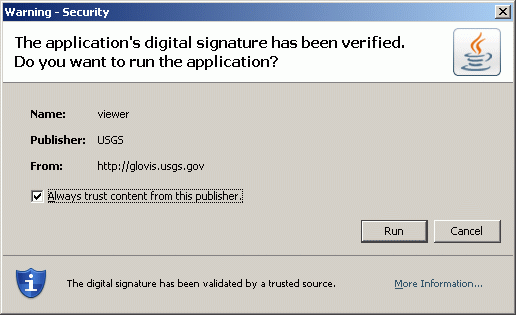 Warning - Security
The application's digital signature has been verified.
Do you want to run the application?
Name: viewer
Publisher: USGS
From: http://glovis.usgs.gov
Always trust content from this publisher.
Run Cancel
The digital signature has been validated by a trusted source. More Information...